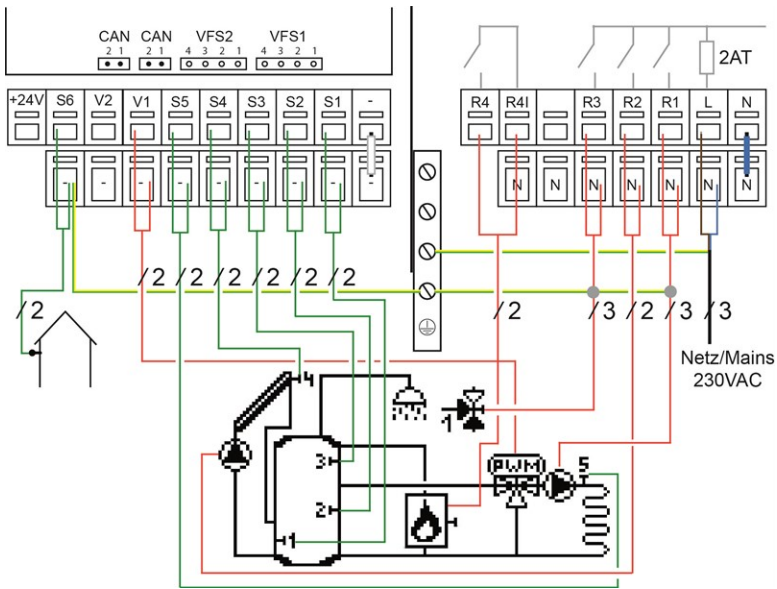 CAN CAN VFS2 VFS1
2 1 2 1 4 3 2 1 4 3 2 1
2AT
+24V S6 V2 V1 S5 S4 S3 S2 S1 - R4 R4I R3 R2 R1 L N
- - - - - - - - - N N N N N N N
2 2 2 2 2 2
2 2 3 2 3 3
Netz/Mains
230VAC
4
1
3
PWM 5
2
1